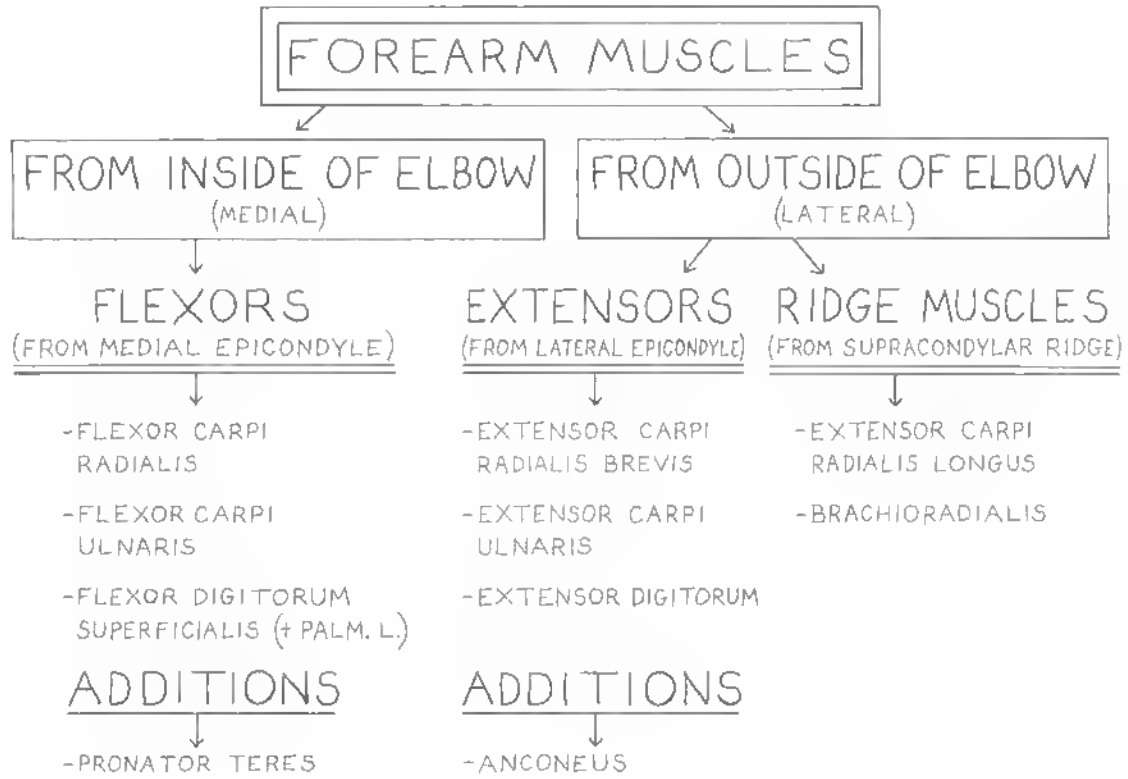 FOREARM MUSCLES
FROM INSIDE OF ELBOW
(MEDIAL)
FROM OUTSIDE OF ELBOW
(LATERAL)
FLEXORS
(FROM MEDIAL EPICONDYLE)
-FLEXOR CARPI
RADIALIS
-FLEXOR CARPI
ULNARIS
-FLEXOR DIGITORUM
SUPERFICIALIS (+ PALM. L.)
ADDITIONS
-PRONATOR TERES
EXTENSORS
(FROM LATERAL EPICONDYLE)
-EXTENSOR CARPI
RADIALIS BREVIS
-EXTENSOR CARPI
ULNARIS
-EXTENSOR DIGITORUM
ADDITIONS
-ANCONEUS
RIDGE MUSCLES
(FROM SUPRACONDYLAR RIDGE)
-EXTENSOR CARPI
RADIALIS LONGUS
-BRACHIORADIALIS